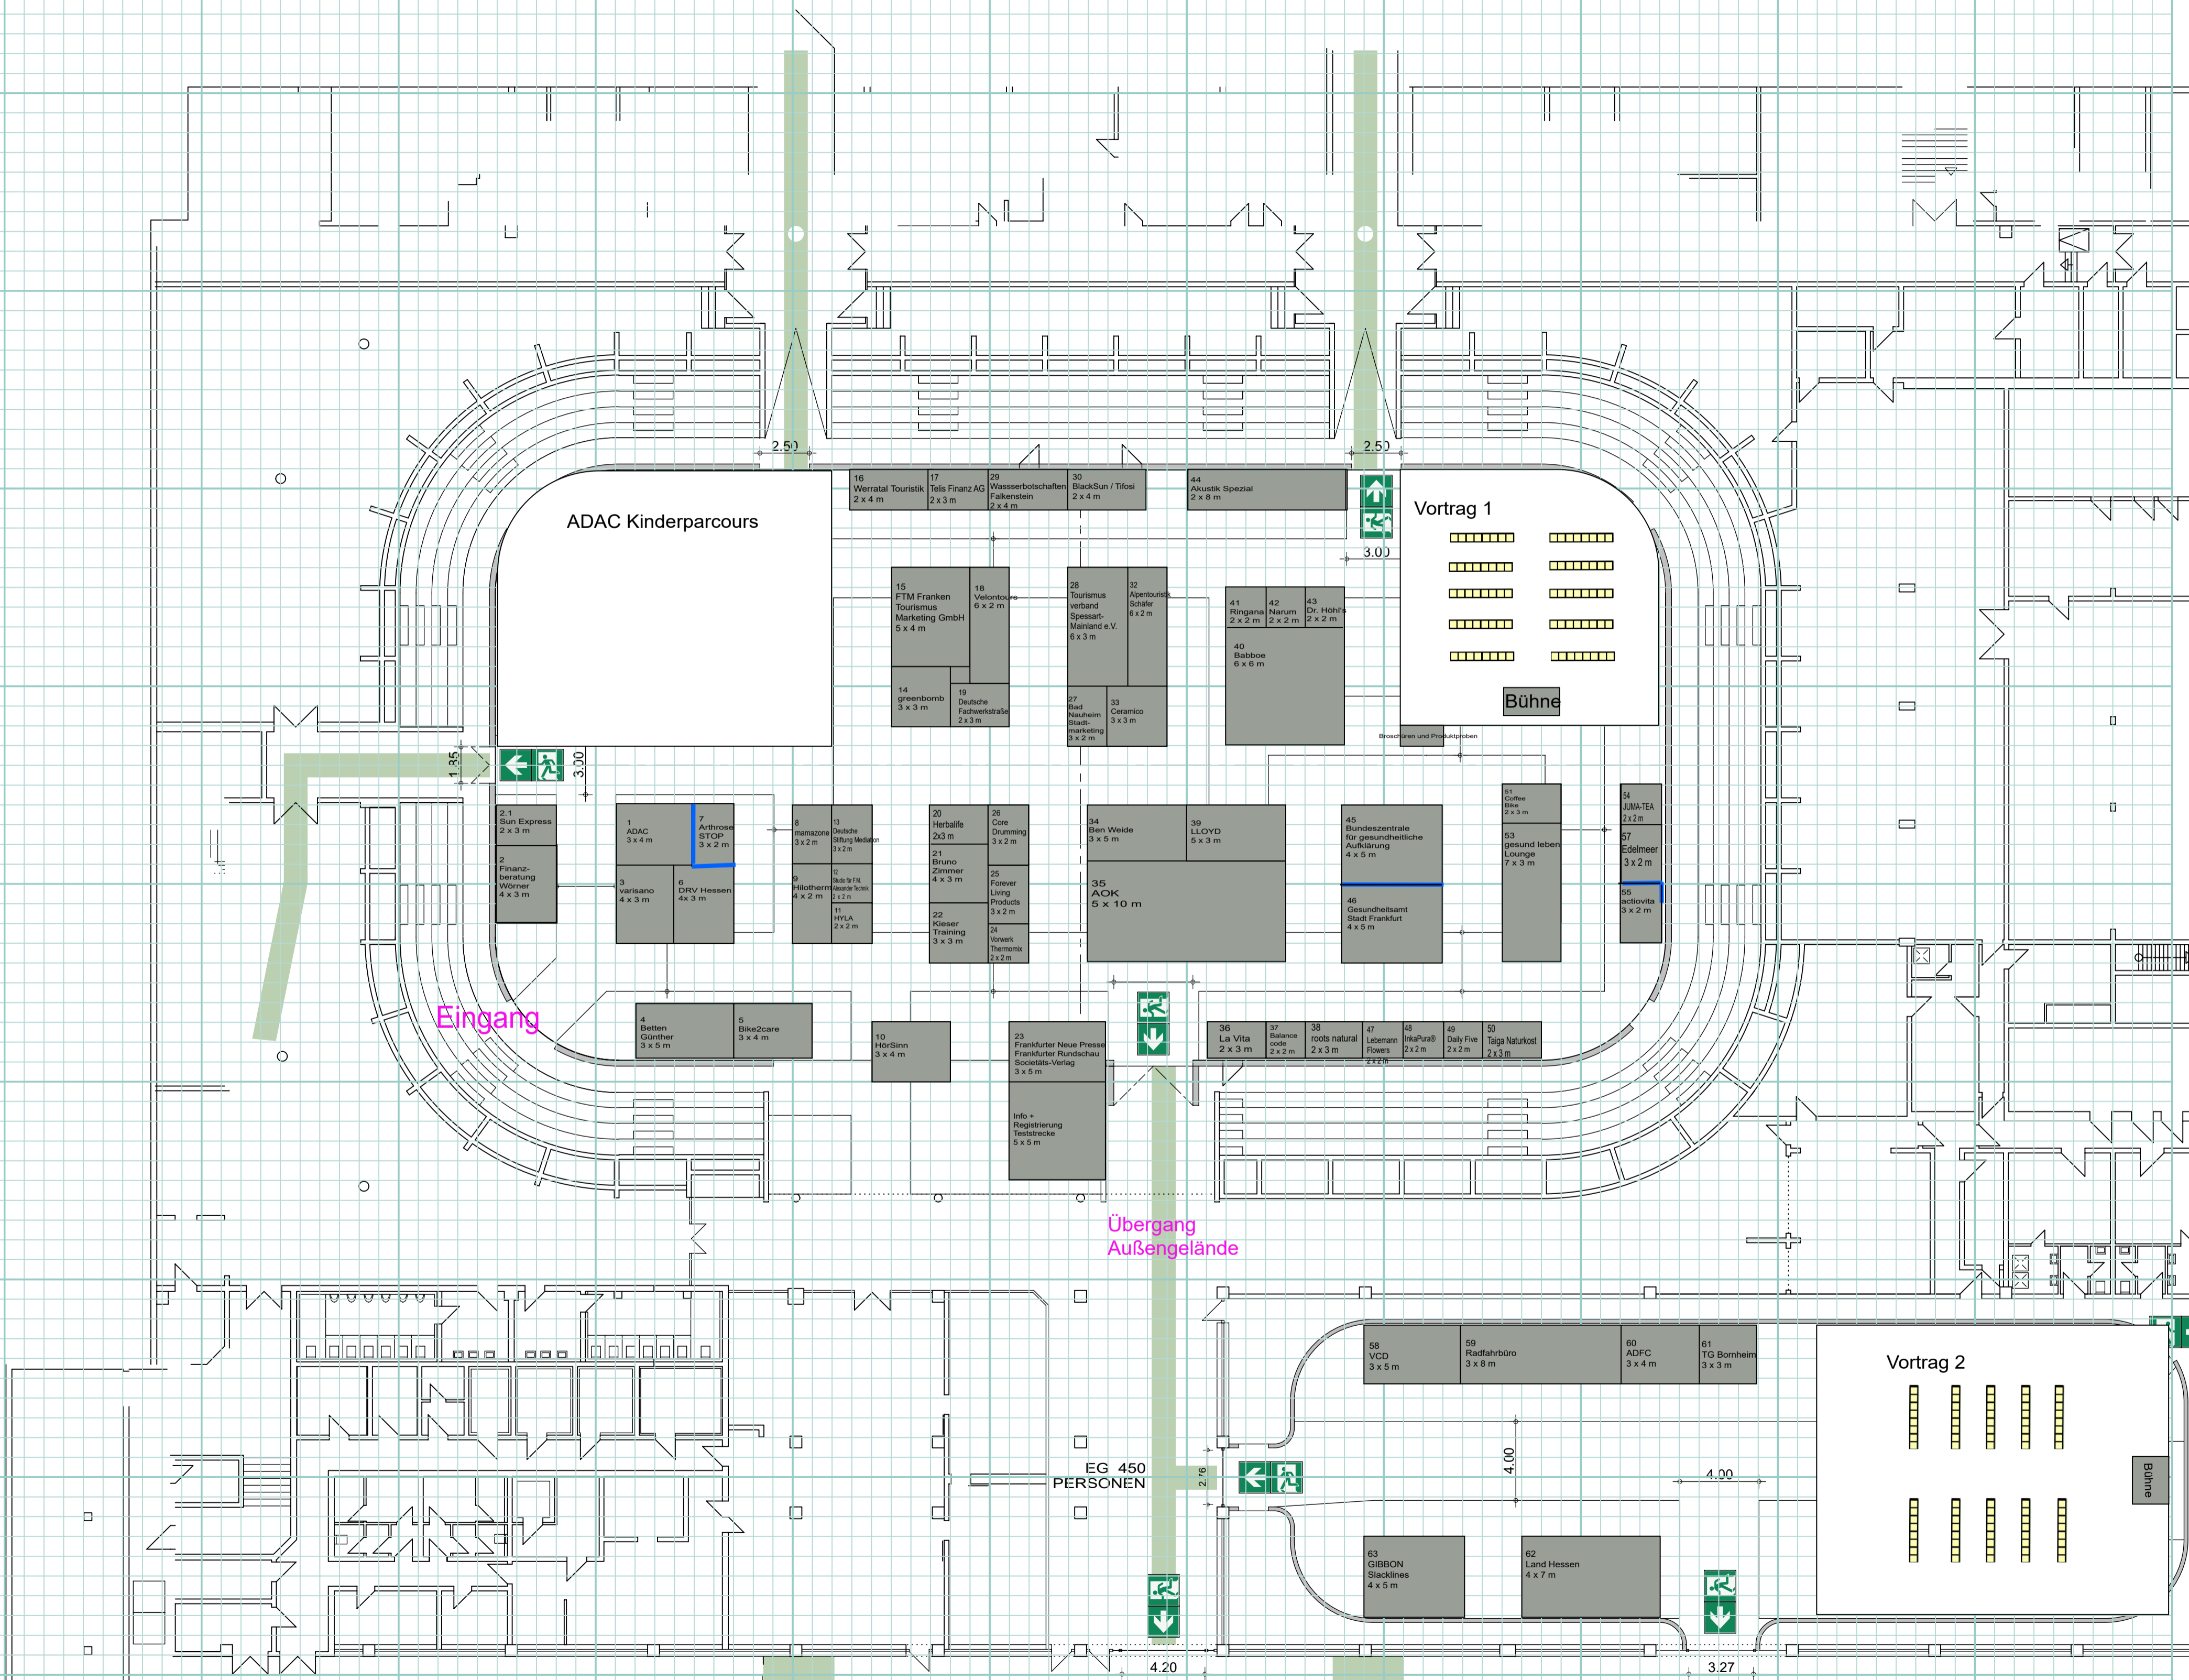 2.50
2.50
16
Werratal Touristik
2 x 4 m
17
Telis Finanz AG
2 x 3 m
29
Wassserbotschaften
Falkenstein
2 x 4 m
30
BlackSun / Tifosi
2 x 4 m
44
Akustik Spezial
2 x 8 m
ADAC Kinderparcours
Vortrag 1
3.00
15
FTM Franken
Tourismus
Marketing GmbH
5 x 4 m
18
Velontours
6 x 2 m
28
Tourismus
verband
Spessart-
Mainland e.V.
6 x 3 m
32
Alpentouristik
Schäfer
6 x 2 m
41
Ringana
2 x 2 m
42
Narum
2 x 2 m
43
Dr. Höhl's
2 x 2 m
40
Babboe
6 x 6 m
14
greenbomb
3 x 3 m
19
Deutsche
Fachwerkstraße
2 x 3 m
27
Bad
Nauheim
Stadt-
marketing
3 x 2 m
33
Ceramico
3 x 3 m
Bühne
Broschüren und Produktproben
1.85
3.00
2.1
Sun Express
2 x 3 m
2
Finanz-
beratung
Wörner
4 x 3 m
1
ADAC
3 x 4 m
7
Arthrose
STOP
3 x 2 m
3
varisano
4 x 3 m
6
DRV Hessen
4x 3 m
8
mamazone
3 x 2 m
13
Deutsche
Stiftung Mediation
3 x 2 m
9
Hilotherm
4 x 2 m
12
Studio für F.M.
Alexander Technik
2 x 2 m
11
HYLA
2 x 2 m
20
Herbalife
2x3 m
26
Core
Drumming
3 x 2 m
21
Bruno
Zimmer
4 x 3 m
25
Forever
Living
Products
3 x 2 m
22
Kieser
Training
3 x 3 m
24
Vorwerk
Thermomix
2 x 2 m
34
Ben Weide
3 x 5 m
39
LLOYD
5 x 3 m
35
AOK
5 x 10 m
45
Bundeszentrale
für gesundheitliche
Aufklärung
4 x 5 m
46
Gesundheitsamt
Stadt Frankfurt
4 x 5 m
51
Coffee
Bike
2 x 3 m
53
gesund leben
Lounge
7 x 3 m
54
JUMA-TEA
2 x 2 m
57
Edelmeer
3 x 2 m
55
actiovita
3 x 2 m
Eingang
4
Betten
Günther
3 x 5 m
5
Bike2care
3 x 4 m
10
HörSinn
3 x 4 m
23
Frankfurter Neue Presse
Frankfurter Rundschau
Societäts-Verlag
3 x 5 m
Info +
Registrierung
Teststrecke
5 x 5 m
36
La Vita
2 x 3 m
37
Balance
code
2 x 2 m
38
roots natural
2 x 3 m
47
Lebemann
Flowers
2 x 2 m
48
InkaPura®
2 x 2 m
49
Daily Five
2 x 2 m
50
Taiga Naturkost
2 x 3 m
Übergang
Außengelände
58
VCD
3 x 5 m
59
Radfahrbüro
3 x 8 m
60
ADFC
3 x 4 m
61
TG Bornheim
3 x 3 m
Vortrag 2
EG 450
PERSONEN
2.76
4.00
4.00
Bühne
63
GIBBON
Slacklines
4 x 5 m
62
Land Hessen
4 x 7 m
4.20
3.27